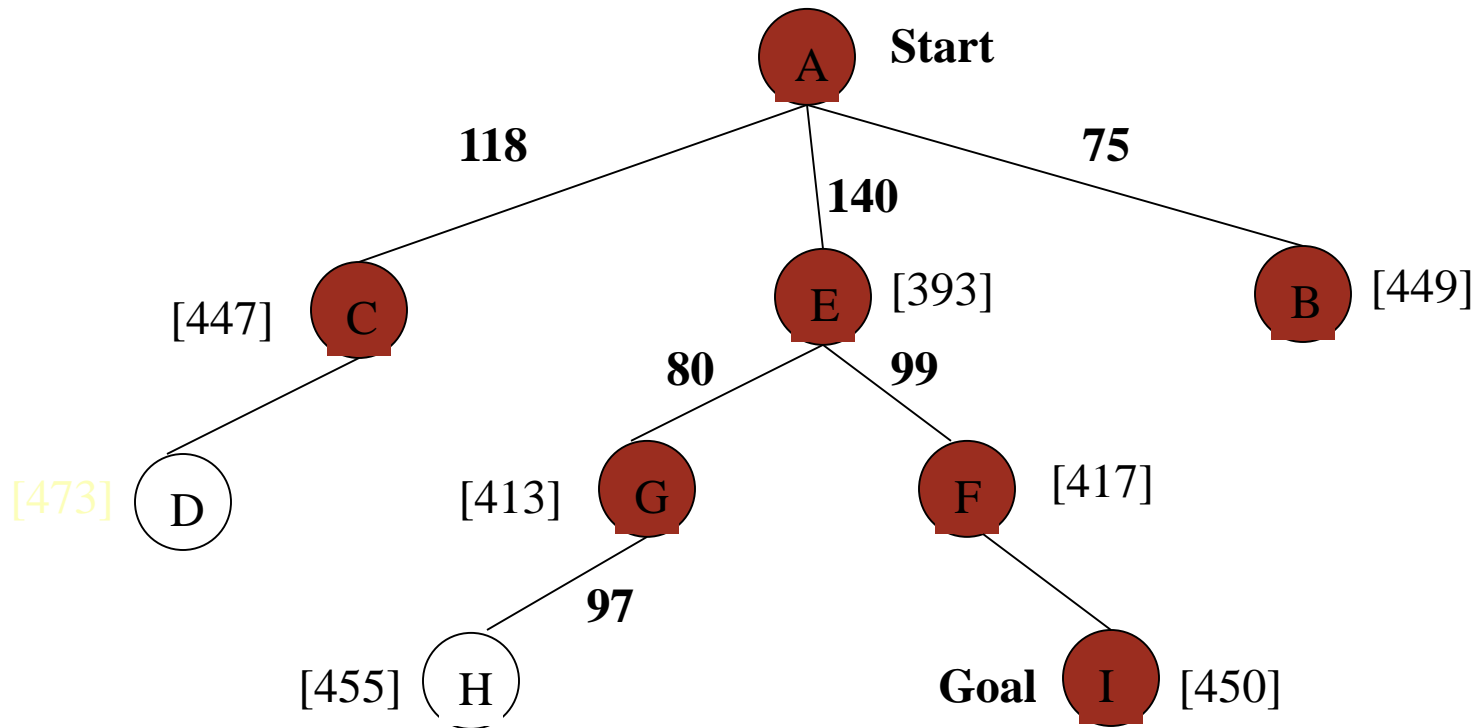 A Start
118
75
140
[447] C
E [393]
B [449]
80
99
[473] D
[413] G
F [417]
97
[455] H
Goal I [450]